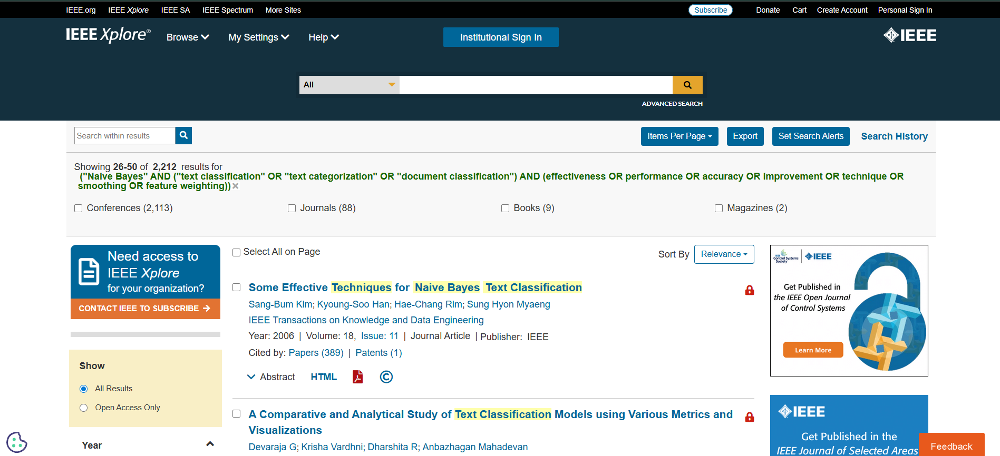 IEEE.org IEEE Xplore IEEE SA IEEE Spectrum More Sites Subscribe Donate Cart Create Account Personal Sign In
IEEE Xplore® Browse My Settings Help Institutional Sign In IEEE
All
ADVANCED SEARCH
Search within results Items Per Page Export Set Search Alerts Search History
Showing 26-50 of 2,212 results for
("Naive Bayes" AND ("text classification" OR "text categorization" OR "document classification") AND (effectiveness OR performance OR accuracy OR improvement OR technique OR
smoothing OR feature weighting))
Conferences (2,113) Journals (88) Books (9) Magazines (2)
Need access to
IEEE Xplore
for your organization?
CONTACT IEEE TO SUBSCRIBE
Show
All Results
Open Access Only
Year
Select All on Page Sort By Relevance
Some Effective Techniques for Naive Bayes Text Classification
Sang-Bum Kim; Kyoung-Soo Han; Hae-Chang Rim; Sung Hyon Myaeng
IEEE Transactions on Knowledge and Data Engineering
Year: 2006 | Volume: 18, Issue: 11 | Journal Article | Publisher: IEEE
Cited by: Papers (389) | Patents (1)
Abstract HTML ©
A Comparative and Analytical Study of Text Classification Models using Various Metrics and
Visualizations
Devaraja G; Krisha Vardhni; Dharshita R; Anbazhagan Mahadevan
IEEE
Control Systems
Society IEEE
Get Published in
the IEEE Open Journal
of Control Systems
Learn More
IEEE
Get Published in the
IEEE Journal of Selected Areas
Feedback